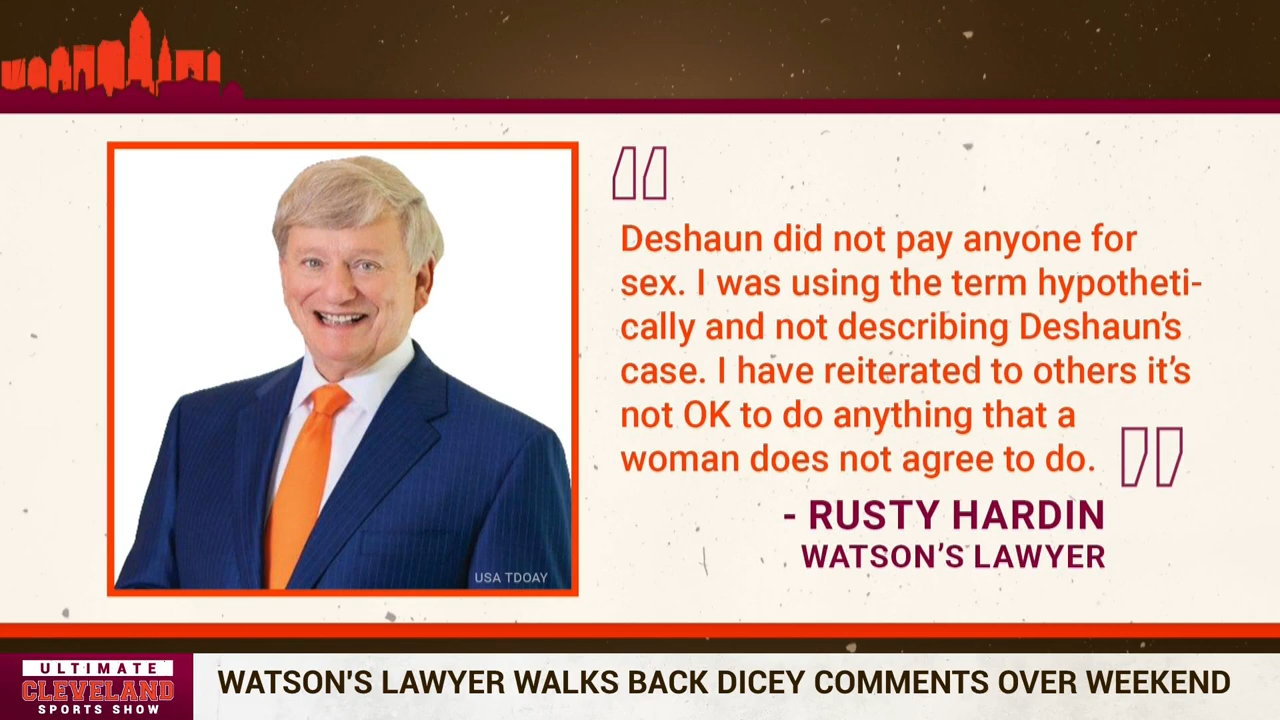 Deshaun did not pay anyone for
sex. I was using the term hypotheti-
cally and not describing Deshaun's
case. I have reiterated to others it's
not OK to do anything that a
woman does not agree to do.
- RUSTY HARDIN
WATSON'S LAWYER
USA TDOAY
ULTIMATE
CLEVELAND
SPORTS SHOW
WATSON'S LAWYER WALKS BACK DICEY COMMENTS OVER WEEKEND